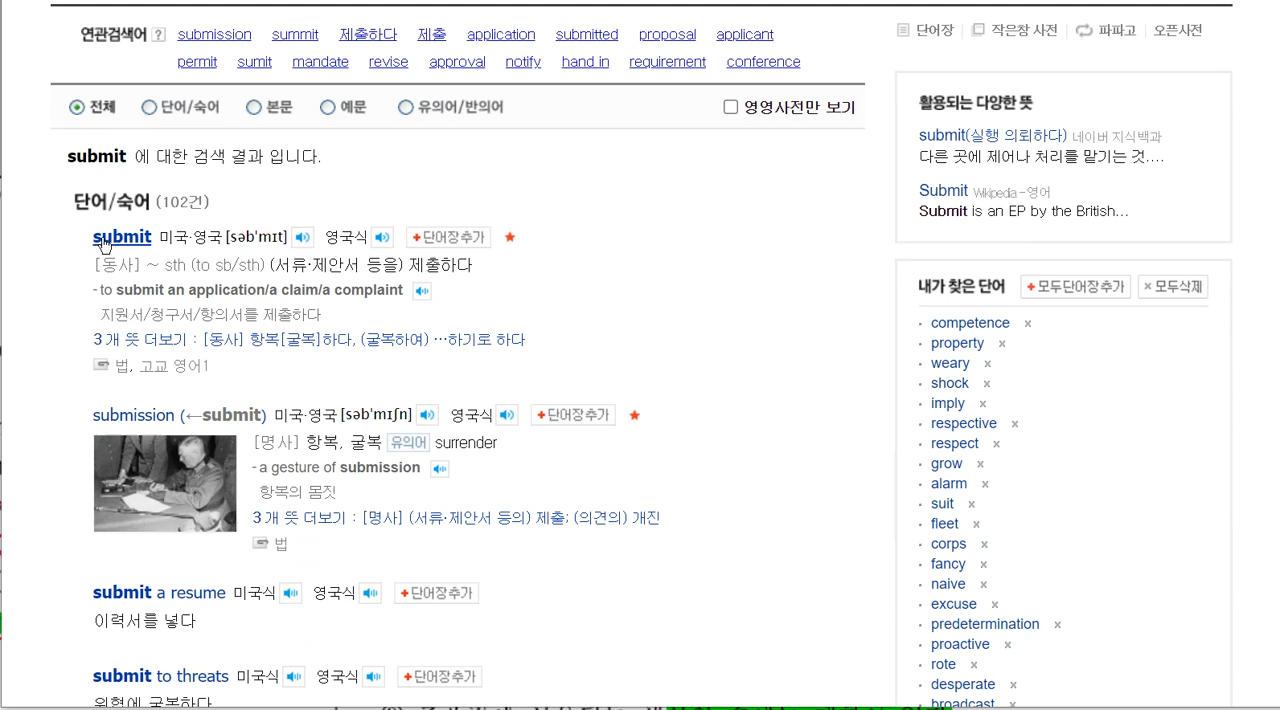 연관검색어 ? submission summit 제출하다 제출 application submitted proposal applicant
permit sumit mandate revise approval notify hand in requirement conference
전체 단어/숙어 본문 예문 유의어/반의어 영영사전만 보기
submit 에 대한 검색 결과 입니다.
단어/숙어 (102건)
submit 미국·영국 [səb'mɪt] 영국식 +단어장추가 ★
[동사] ~ sth (to sb/sth) (서류·제안서 등을) 제출하다
- to submit an application/a claim/a complaint
지원서/청구서/항의서를 제출하다
3개 뜻 더보기 : [동사] 항복[굴복]하다, (굴복하여) …하기로 하다
법, 고교 영어1
submission (←submit) 미국·영국 [səb'mɪʃn] 영국식 +단어장추가 ★
[명사] 항복, 굴복 유의어 surrender
- a gesture of submission
항복의 몸짓
3개 뜻 더보기 : [명사] (서류·제안서 등의) 제출; (의견의) 개진
법
submit a resume 미국식 영국식 +단어장추가
이력서를 넣다
submit to threats 미국식 영국식 +단어장추가
위협에 굴복하다
단어장 작은창 사전 파파고 오픈사전
활용되는 다양한 뜻
submit(실행 의뢰하다) 네이버 지식백과
다른 곳에 제어나 처리를 맡기는 것....
Submit Wikipedia-영어
Submit is an EP by the British...
내가 찾은 단어 +모두단어장추가 ×모두삭제
· competence ×
· property ×
· weary ×
· shock ×
· imply ×
· respective ×
· respect ×
· grow ×
· alarm ×
· suit ×
· fleet ×
· corps ×
· fancy ×
· naive ×
· excuse ×
· predetermination ×
· proactive ×
· rote ×
· desperate ×
· broadcast ×